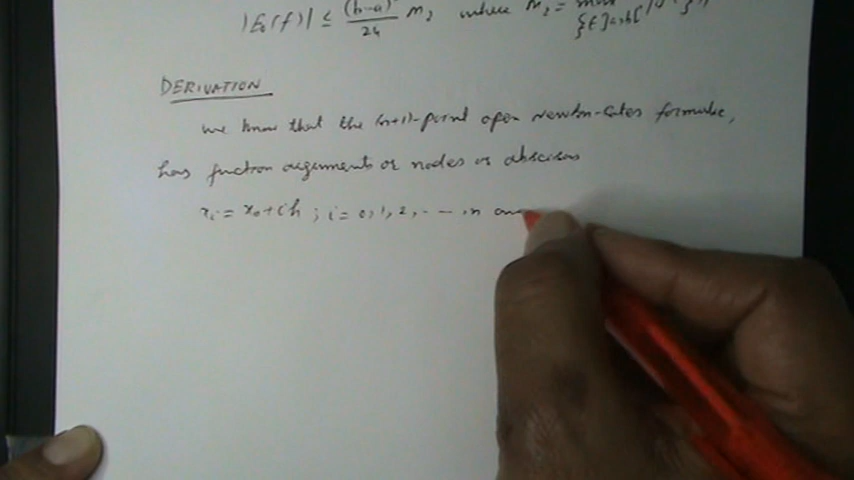 |E₀(f)| ≤ (b-a)/24 M₂ where M₂ = max
DERIVATION
we know that the (n+1)-point open Newton-Cotes formulae,
has function arguments or nodes or abscissas
xᵢ = x₀+ih ; i = 0, 1, 2, - - - , n and